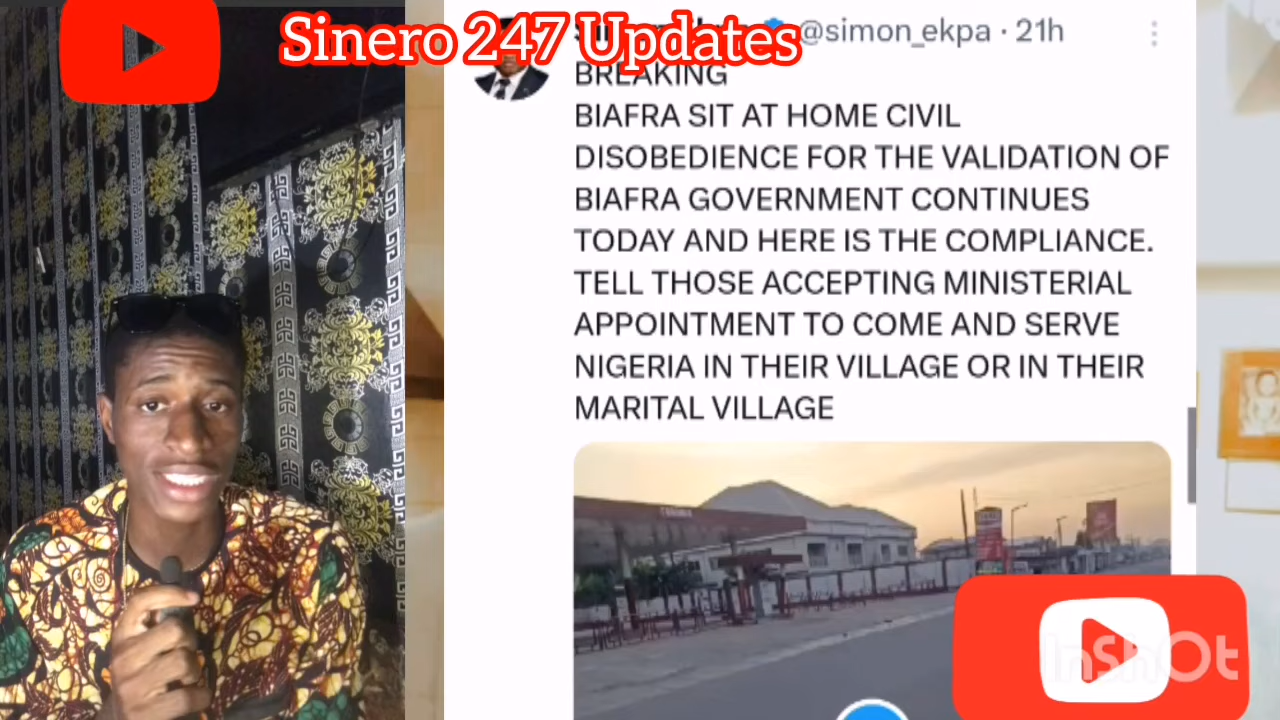 Sinero 247 Updates
@simon_ekpa · 21h
BREAKING
BIAFRA SIT AT HOME CIVIL
DISOBEDIENCE FOR THE VALIDATION OF
BIAFRA GOVERNMENT CONTINUES
TODAY AND HERE IS THE COMPLIANCE.
TELL THOSE ACCEPTING MINISTERIAL
APPOINTMENT TO COME AND SERVE
NIGERIA IN THEIR VILLAGE OR IN THEIR
MARITAL VILLAGE
InShOt